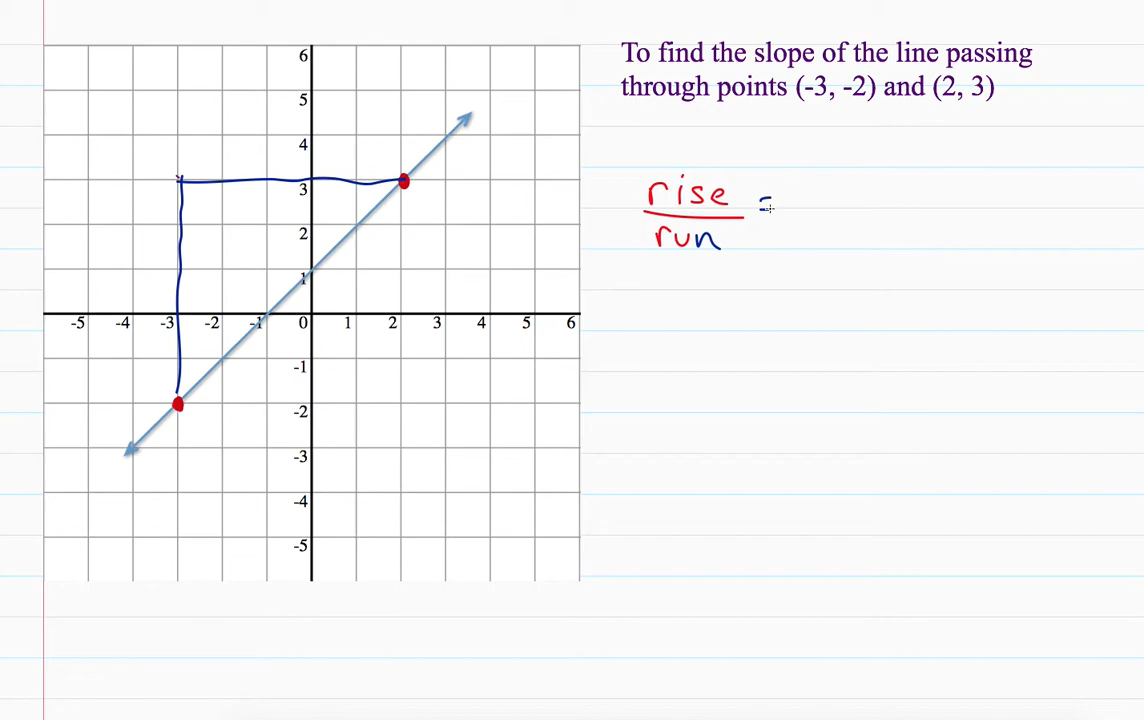 To find the slope of the line passing
through points (-3, -2) and (2, 3)
rise
run
=
6
5
4
3
2
1
-5 -4 -3 -2 -1 0 1 2 3 4 5 6
-1
-2
-3
-4
-5